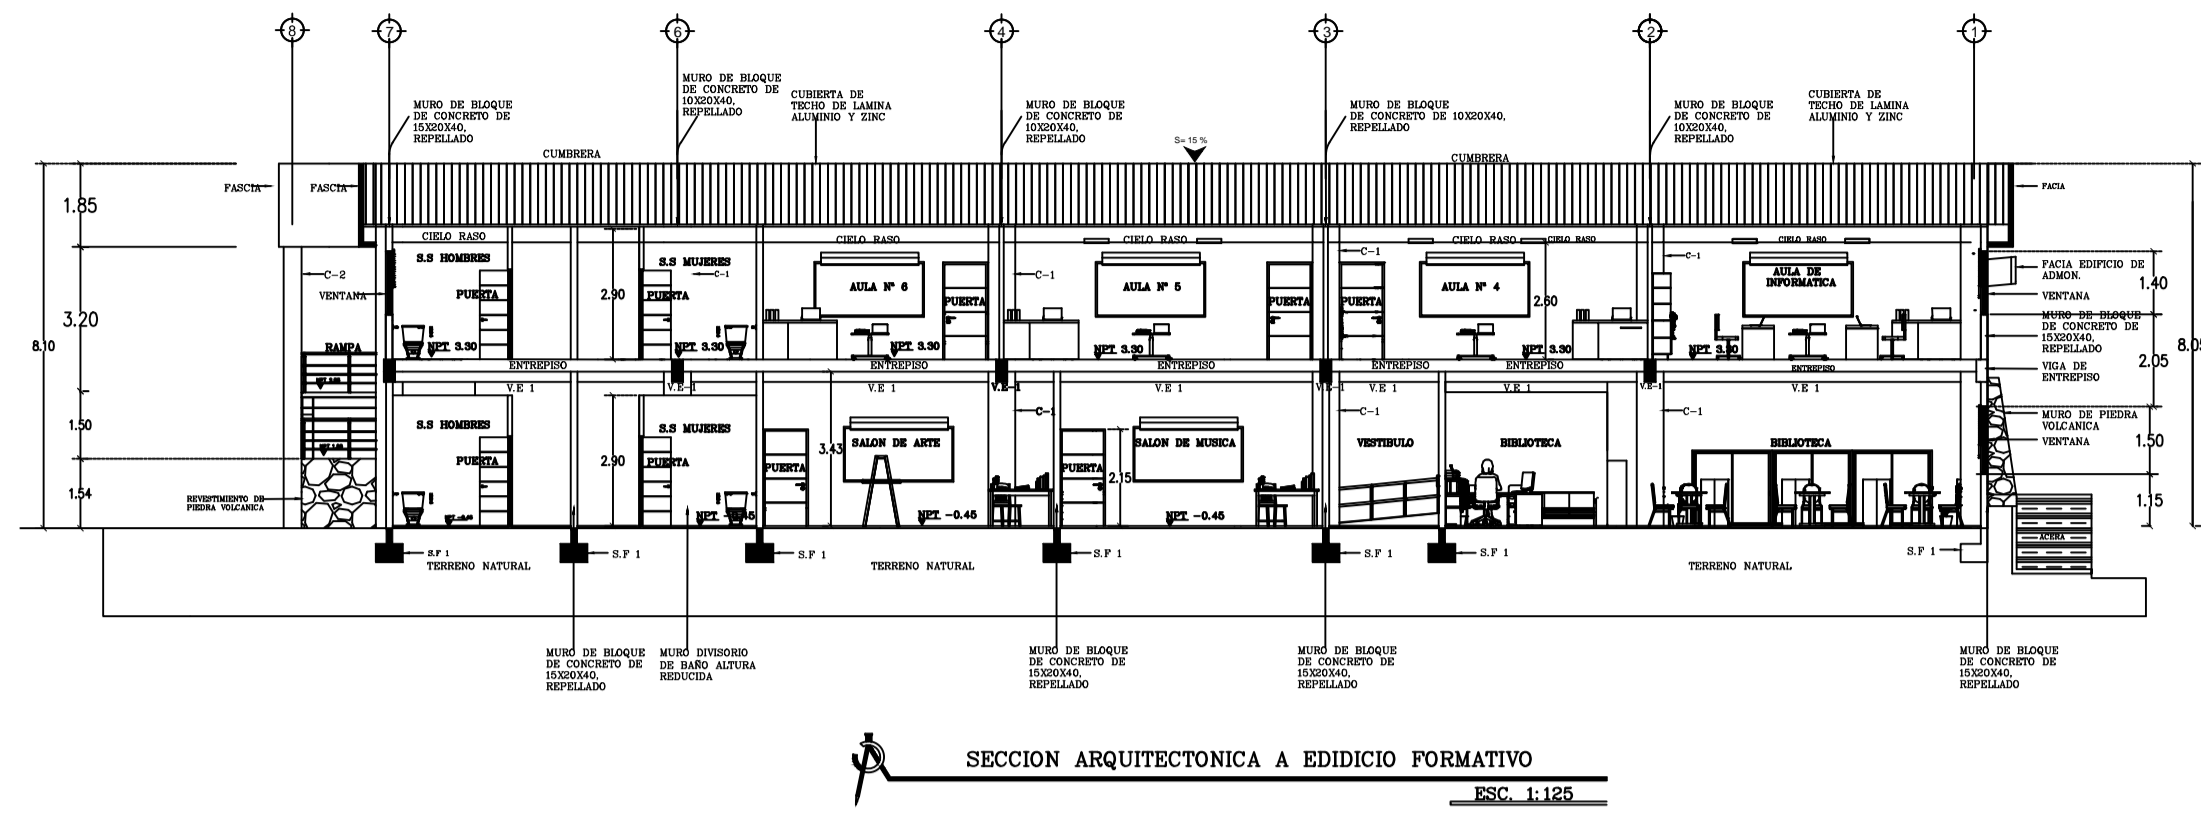 8
7
6
4
3
2
1
MURO DE BLOQUE
DE CONCRETO DE
15X20X40,
REPELLADO
MURO DE BLOQUE
DE CONCRETO DE
10X20X40,
REPELLADO
CUBIERTA DE
TECHO DE LAMINA
ALUMINIO Y ZINC
MURO DE BLOQUE
DE CONCRETO DE
10X20X40,
REPELLADO
MURO DE BLOQUE
DE CONCRETO DE 10X20X40,
REPELLADO
MURO DE BLOQUE
DE CONCRETO DE
10X20X40,
REPELLADO
CUBIERTA DE
TECHO DE LAMINA
ALUMINIO Y ZINC
S= 15 %
CUMBRERA
CUMBRERA
FASCIA
FASCIA
FACIA
1.85
3.20
8.10
1.50
1.54
CIELO RASO
CIELO RASO
CIELO RASO
CIELO RASO
CIELO RASO
CIELO RASO
S.S HOMBRES
S.S MUJERES
C-2
C-1
C-1
C-1
C-1
VENTANA
PUERTA
2.90
PUERTA
AULA Nº 6
PUERTA
AULA Nº 5
PUERTA
PUERTA
AULA Nº 4
2.60
AULA DE
INFORMATICA
FACIA EDIFICIO DE
ADMON.
1.40
VENTANA
MURO DE BLOQUE
DE CONCRETO DE
15X20X40,
REPELLADO
8.05
2.05
VIGA DE
ENTREPISO
RAMPA
NPT 3.30
NPT 3.30
NPT 3.30
NPT 3.30
NPT 3.30
NPT 3.30
ENTREPISO
ENTREPISO
ENTREPISO
ENTREPISO
ENTREPISO
ENTREPISO
V.E 1
V.E-1
V.E 1
V.E-1
V.E 1
V.E-1
V.E 1
V.E-1
V.E 1
C-1
C-1
C-1
S.S HOMBRES
S.S MUJERES
PUERTA
2.90
PUERTA
PUERTA
3.43
SALON DE ARTE
PUERTA
2.15
SALON DE MUSICA
VESTIBULO
BIBLIOTECA
BIBLIOTECA
MURO DE PIEDRA
VOLCANICA
VENTANA
1.50
1.15
REVESTIMIENTO DE
PIEDRA VOLCANICA
NPT -0.45
NPT -0.45
NPT -0.45
NPT -0.45
ACERA
S.F 1
S.F 1
S.F 1
S.F 1
S.F 1
S.F 1
S.F 1
TERRENO NATURAL
TERRENO NATURAL
TERRENO NATURAL
MURO DE BLOQUE
DE CONCRETO DE
15X20X40,
REPELLADO
MURO DIVISORIO
DE BAÑO ALTURA
REDUCIDA
MURO DE BLOQUE
DE CONCRETO DE
15X20X40,
REPELLADO
MURO DE BLOQUE
DE CONCRETO DE
15X20X40,
REPELLADO
MURO DE BLOQUE
DE CONCRETO DE
15X20X40,
REPELLADO
SECCION ARQUITECTONICA A EDIDICIO FORMATIVO
ESC. 1:125